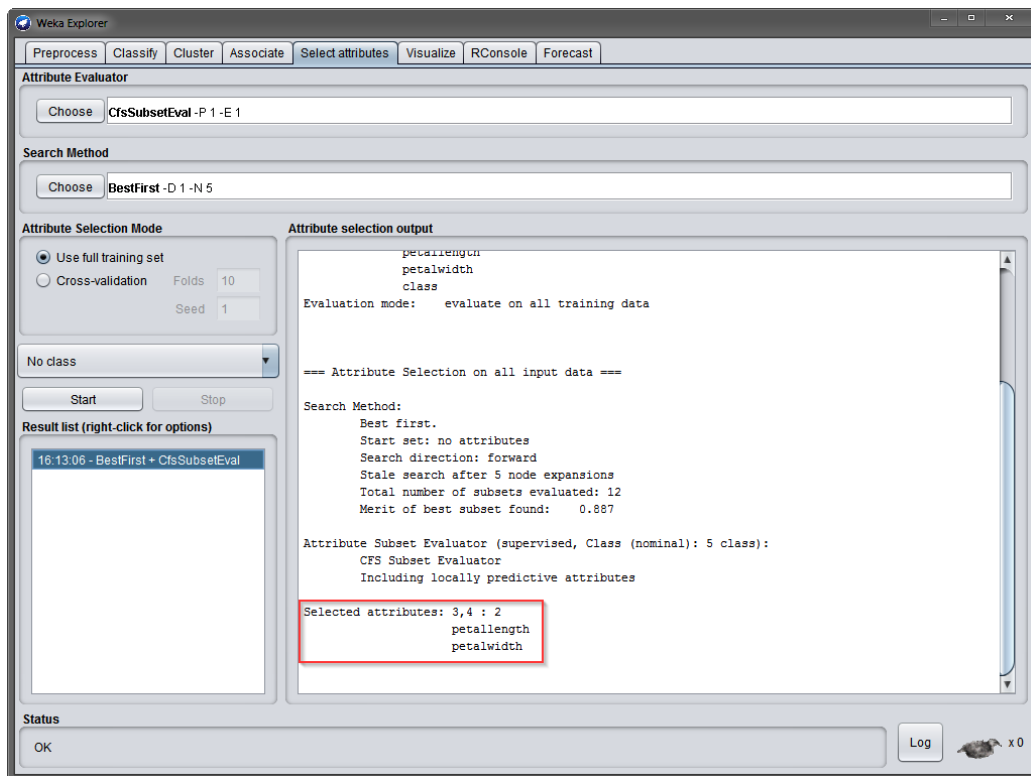 Weka Explorer
Preprocess Classify Cluster Associate Select attributes Visualize RConsole Forecast
Attribute Evaluator
Choose CfsSubsetEval -P 1 -E 1
Search Method
Choose BestFirst -D 1 -N 5
Attribute Selection Mode
Use full training set
Cross-validation Folds 10
Seed 1
No class
Start Stop
Result list (right-click for options)
16:13:06 - BestFirst + CfsSubsetEval
Attribute selection output
petallength
petalwidth
class
Evaluation mode: evaluate on all training data
=== Attribute Selection on all input data ===
Search Method:
Best first.
Start set: no attributes
Search direction: forward
Stale search after 5 node expansions
Total number of subsets evaluated: 12
Merit of best subset found: 0.887
Attribute Subset Evaluator (supervised, Class (nominal): 5 class):
CFS Subset Evaluator
Including locally predictive attributes
Selected attributes: 3,4 : 2
petallength
petalwidth
Status
OK
Log x 0